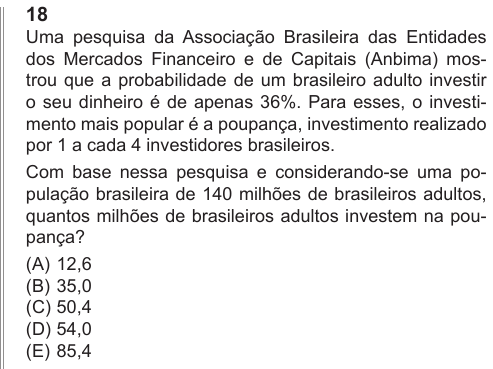 18
Uma pesquisa da Associação Brasileira das Entidades
dos Mercados Financeiro e de Capitais (Anbima) mos-
trou que a probabilidade de um brasileiro adulto investir
o seu dinheiro é de apenas 36%. Para esses, o investi-
mento mais popular é a poupança, investimento realizado
por 1 a cada 4 investidores brasileiros.
Com base nessa pesquisa e considerando-se uma po-
pulação brasileira de 140 milhões de brasileiros adultos,
quantos milhões de brasileiros adultos investem na pou-
pança?
(A) 12,6
(B) 35,0
(C) 50,4
(D) 54,0
(E) 85,4